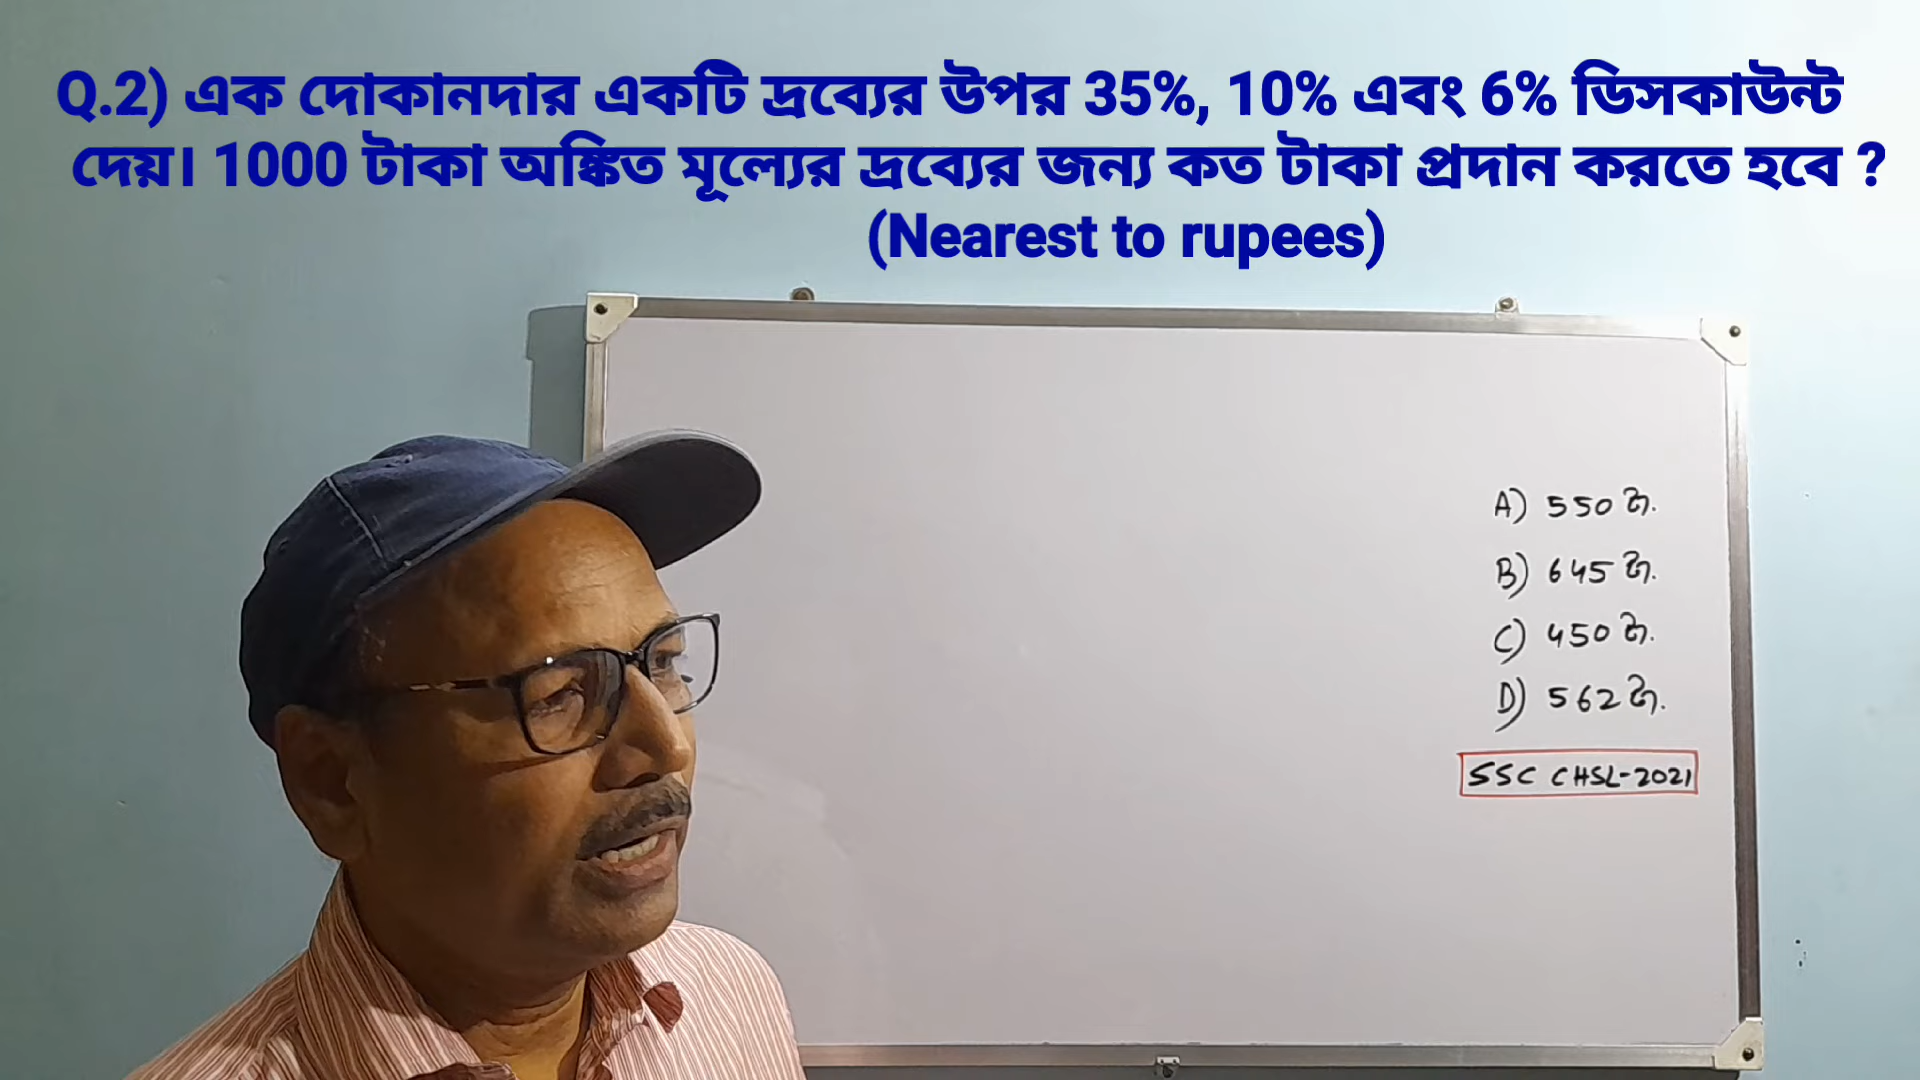 Q.2) এক দোকানদার একটি দ্রব্যের উপর 35%, 10% এবং 6% ডিসকাউন্ট
দেয়। 1000 টাকা অঙ্কিত মূল্যের দ্রব্যের জন্য কত টাকা প্রদান করতে হবে ?
(Nearest to rupees)
A) 550 টা.
B) 645 টা.
C) 450 টা.
D) 562 টা.
SSC CHSL-2021